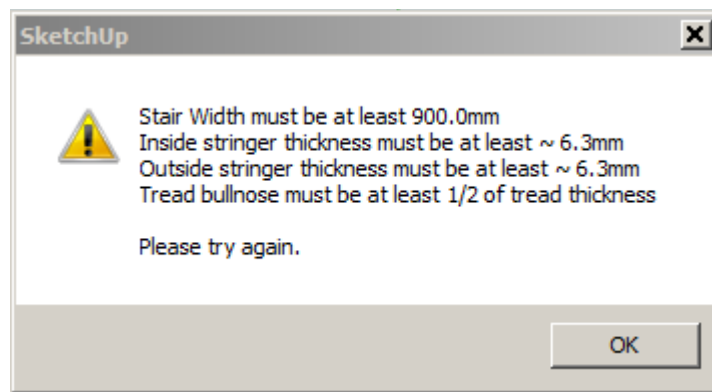 SketchUp
Stair Width must be at least 900.0mm
Inside stringer thickness must be at least ~ 6.3mm
Outside stringer thickness must be at least ~ 6.3mm
Tread bullnose must be at least 1/2 of tread thickness
Please try again.
OK